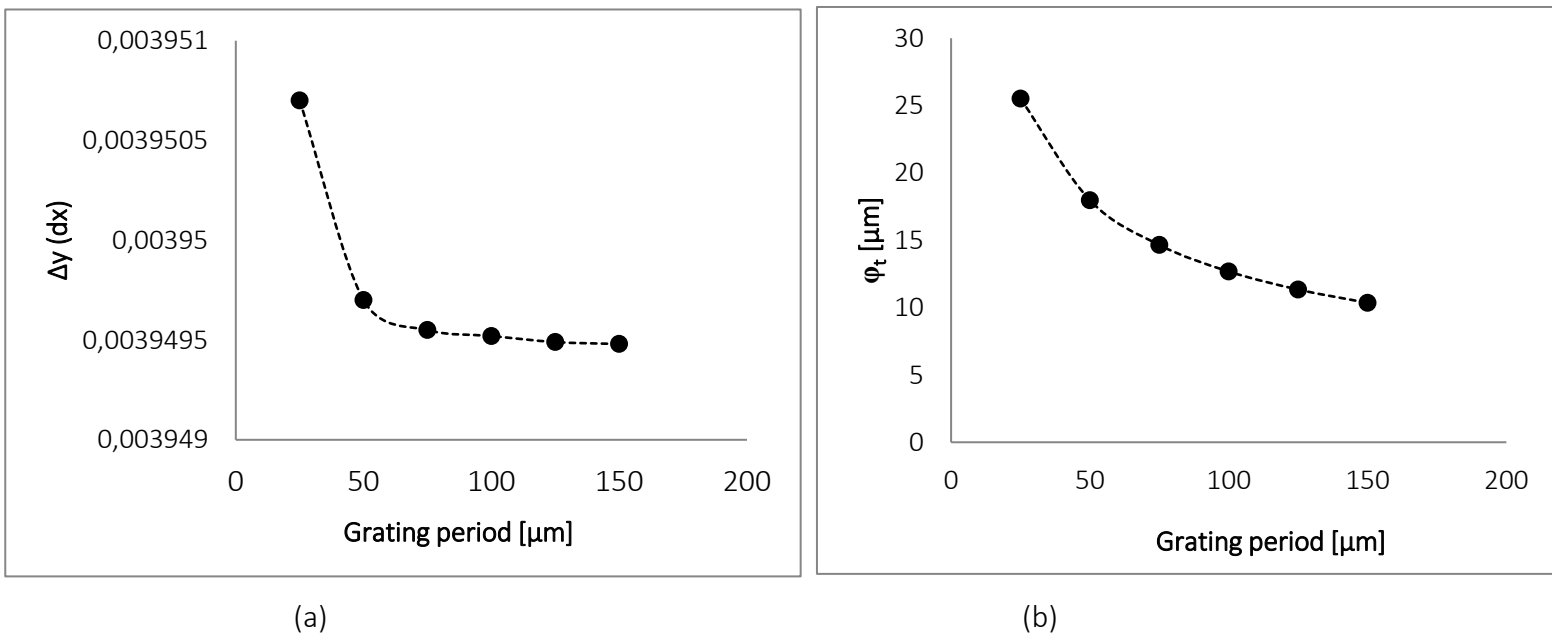 0,003951
0,0039505
0,00395
0,0039495
0,003949
Δy (dx)
0 50 100 150 200
Grating period [µm]
(a)
30
25
20
15
10
5
0
φt [µm]
0 50 100 150 200
Grating period [µm]
(b)